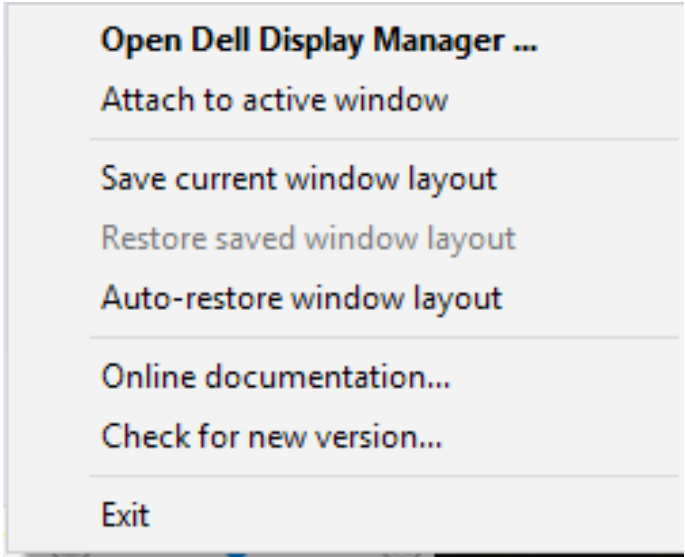 Open Dell Display Manager ...
Attach to active window
Save current window layout
Restore saved window layout
Auto-restore window layout
Online documentation...
Check for new version...
Exit